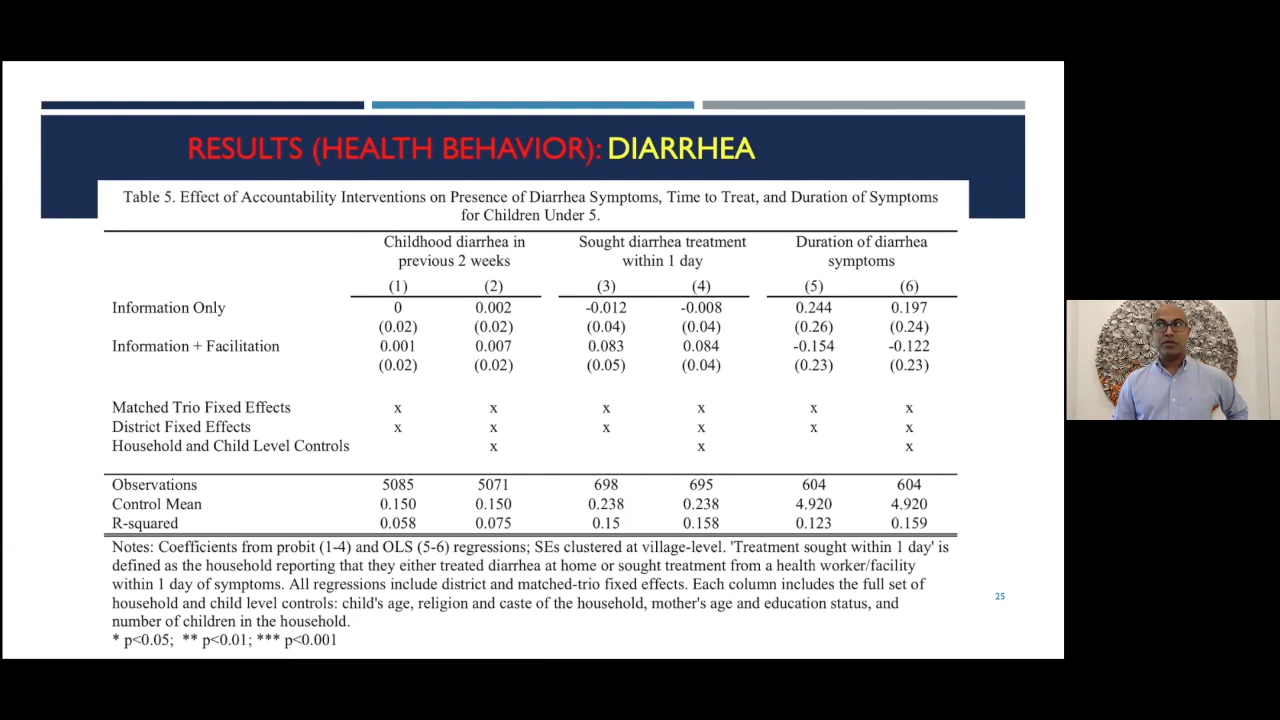 RESULTS (HEALTH BEHAVIOR): DIARRHEA
Table 5. Effect of Accountability Interventions on Presence of Diarrhea Symptoms, Time to Treat, and Duration of Symptoms
for Children Under 5.
Childhood diarrhea in previous 2 weeks Sought diarrhea treatment within 1 day Duration of diarrhea symptoms
(1) (2) (3) (4) (5) (6)
Information Only 0 0.002 -0.012 -0.008 0.244 0.197
(0.02) (0.02) (0.04) (0.04) (0.26) (0.24)
Information + Facilitation 0.001 0.007 0.083 0.084 -0.154 -0.122
(0.02) (0.02) (0.05) (0.04) (0.23) (0.23)
Matched Trio Fixed Effects x x x x x x
District Fixed Effects x x x x x x
Household and Child Level Controls x x x
Observations 5085 5071 698 695 604 604
Control Mean 0.150 0.150 0.238 0.238 4.920 4.920
R-squared 0.058 0.075 0.15 0.158 0.123 0.159
Notes: Coefficients from probit (1-4) and OLS (5-6) regressions; SEs clustered at village-level. 'Treatment sought within 1 day' is
defined as the household reporting that they either treated diarrhea at home or sought treatment from a health worker/facility
within 1 day of symptoms. All regressions include district and matched-trio fixed effects. Each column includes the full set of
household and child level controls: child's age, religion and caste of the household, mother's age and education status, and
number of children in the household.
* p<0.05; ** p<0.01; *** p<0.001
25